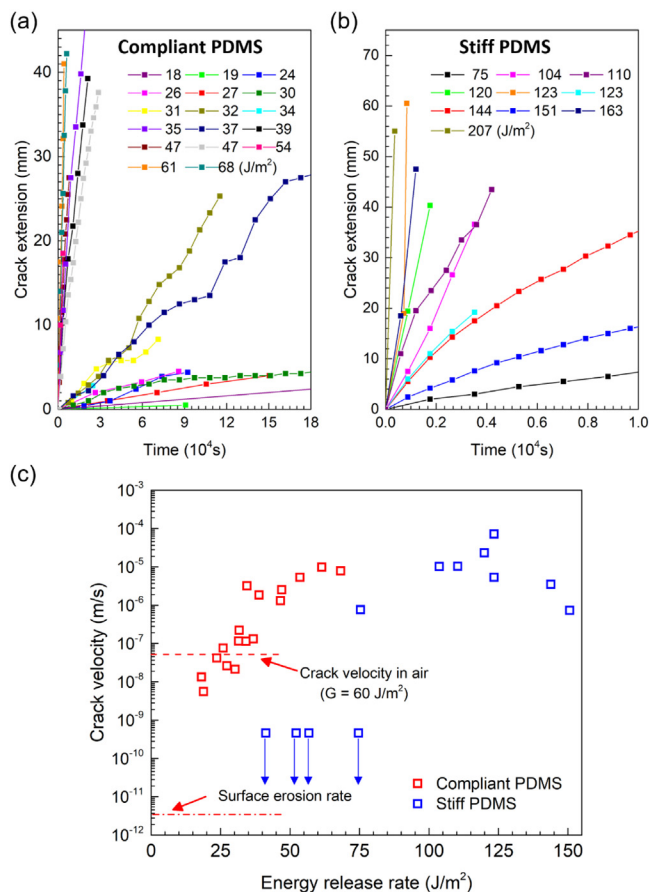 (a)
Compliant PDMS
40
30
20
10
0
Crack extension (mm)
18 19 24
26 27 30
31 32 34
35 37 39
47 47 54
61 68 (J/m²)
0 3 6 9 12 15 18
Time (10⁴s)
(b)
Stiff PDMS
80
70
60
50
40
30
20
10
0
Crack extension (mm)
75 104 110
120 123 123
144 151 163
207 (J/m²)
0.0 0.2 0.4 0.6 0.8 1.0
Time (10⁴s)
(c)
10⁻³
10⁻⁴
10⁻⁵
10⁻⁶
10⁻⁷
10⁻⁸
10⁻⁹
10⁻¹⁰
10⁻¹¹
10⁻¹²
Crack velocity (m/s)
Crack velocity in air
(G = 60 J/m²)
Surface erosion rate
Compliant PDMS
Stiff PDMS
0 25 50 75 100 125 150
Energy release rate (J/m²)